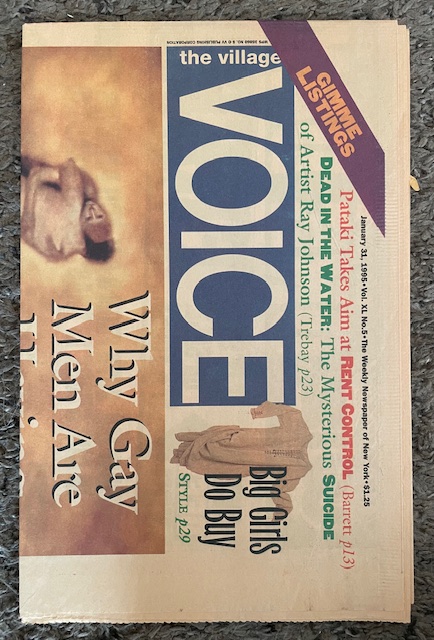 January 31, 1995•Vol. XL No.5•The Weekly Newspaper of New York•$1.25
GIMME
LISTINGS
Pataki Takes Aim at RENT CONTROL (Barrett p13)
DEAD IN THE WATER: The Mysterious SUICIDE
of Artist Ray Johnson (Trebay p23)
the village
VOICE
Big Girls
Do Buy
STYLE p29
Why Gay
Men Are